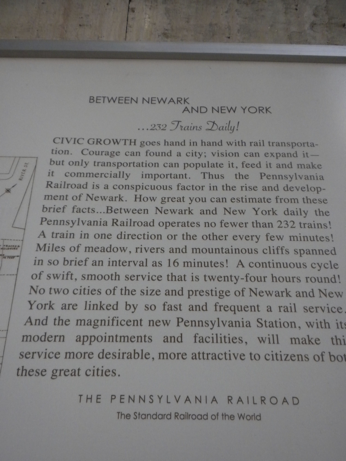 BETWEEN NEWARK
AND NEW YORK
...232 Trains Daily!
CIVIC GROWTH goes hand in hand with rail transporta-
tion. Courage can found a city; vision can expand it—
but only transportation can populate it, feed it and make
it commercially important. Thus the Pennsylvania
Railroad is a conspicuous factor in the rise and develop-
ment of Newark. How great you can estimate from these
brief facts...Between Newark and New York daily the
Pennsylvania Railroad operates no fewer than 232 trains!
A train in one direction or the other every few minutes!
Miles of meadow, rivers and mountainous cliffs spanned
in so brief an interval as 16 minutes! A continuous cycle
of swift, smooth service that is twenty-four hours round!
No two cities of the size and prestige of Newark and New
York are linked by so fast and frequent a rail service.
And the magnificent new Pennsylvania Station, with its
modern appointments and facilities, will make thi
service more desirable, more attractive to citizens of bot
these great cities.
THE PENNSYLVANIA RAILROAD
The Standard Railroad of the World